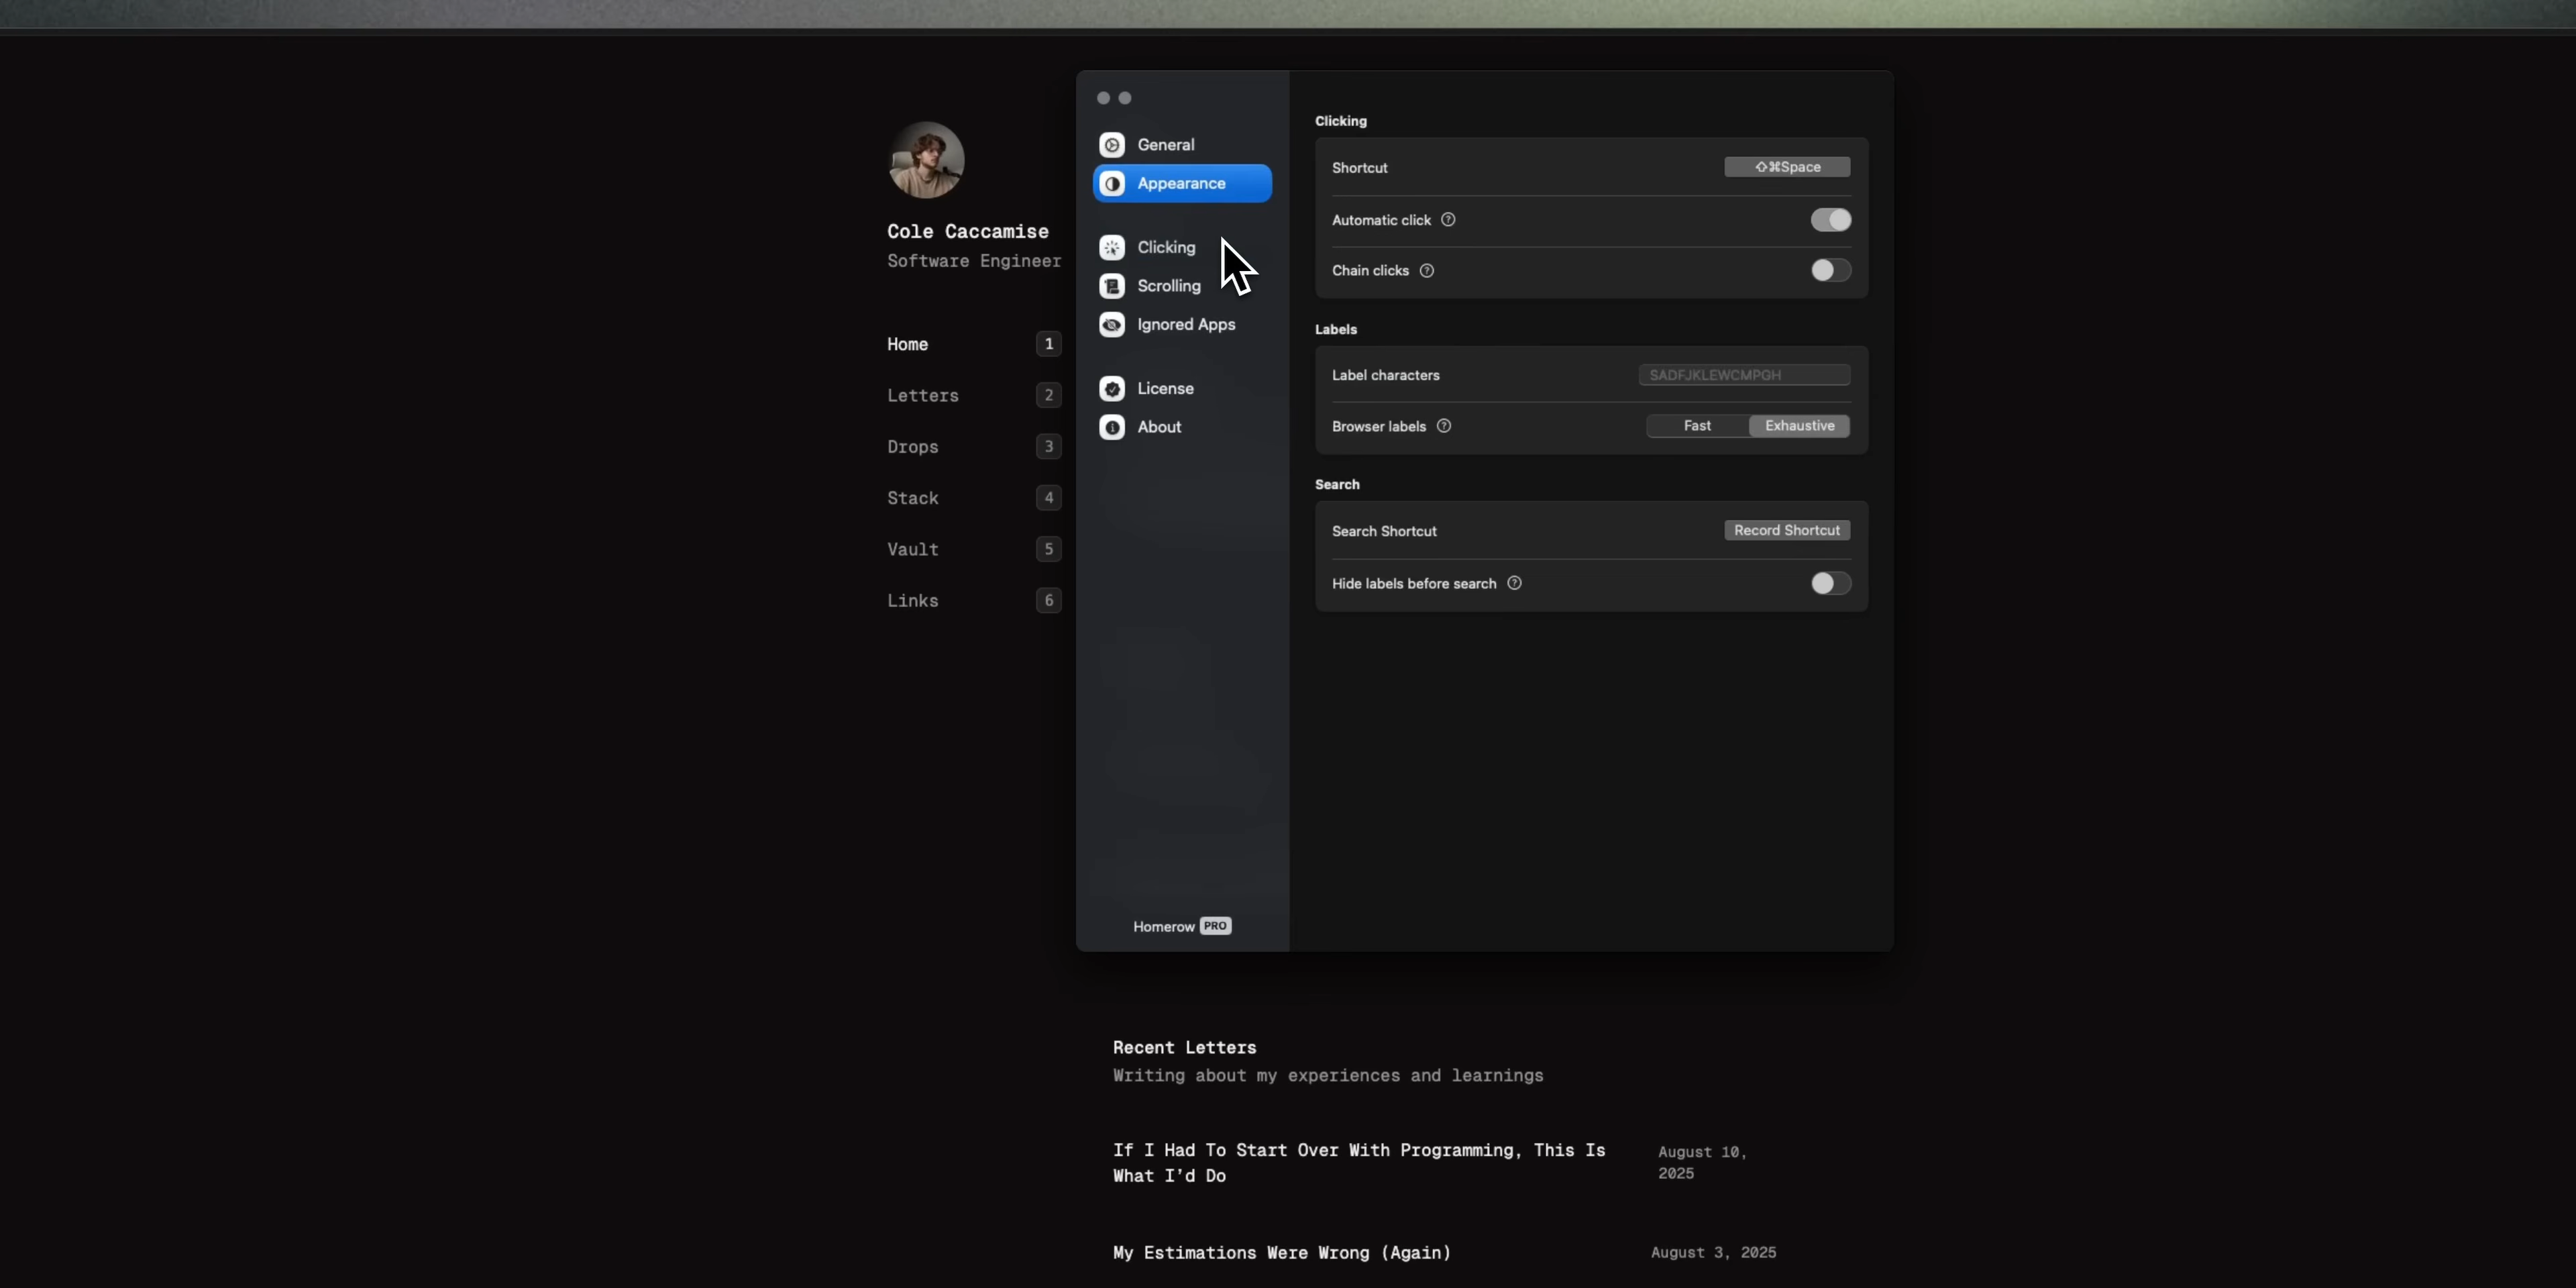 Cole Caccamise
Software Engineer
Home 1
Letters 2
Drops 3
Stack 4
Vault 5
Links 6
General
Appearance
Clicking
Scrolling
Ignored Apps
License
About
Homerow PRO
Clicking
Shortcut ⇧⌘Space
Automatic click ?
Chain clicks ?
Labels
Label characters SADFJKLEWCMPGH
Browser labels ? Fast Exhaustive
Search
Search Shortcut Record Shortcut
Hide labels before search ?
Recent Letters
Writing about my experiences and learnings
If I Had To Start Over With Programming, This Is
What I’d Do
August 10,
2025
My Estimations Were Wrong (Again) August 3, 2025